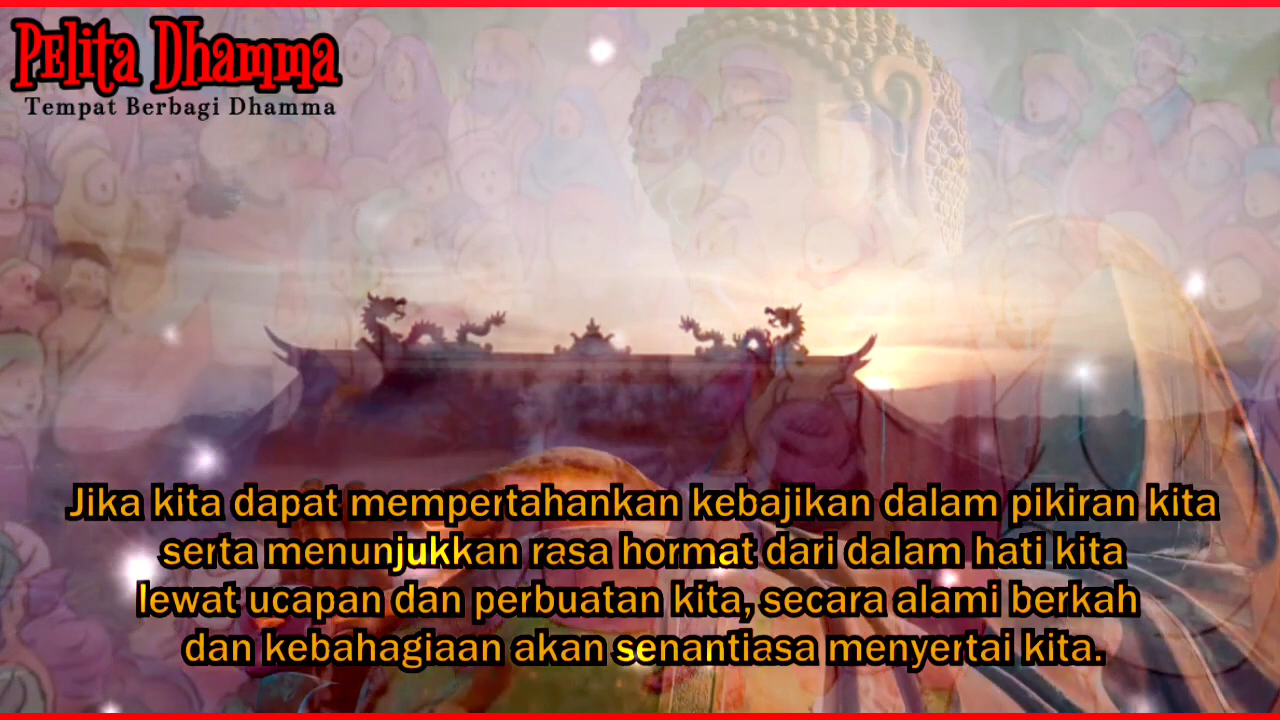 Pelita Dhamma
Tempat Berbagi Dhamma
Jika kita dapat mempertahankan kebajikan dalam pikiran kita
serta menunjukkan rasa hormat dari dalam hati kita
lewat ucapan dan perbuatan kita, secara alami berkah
dan kebahagiaan akan senantiasa menyertai kita.